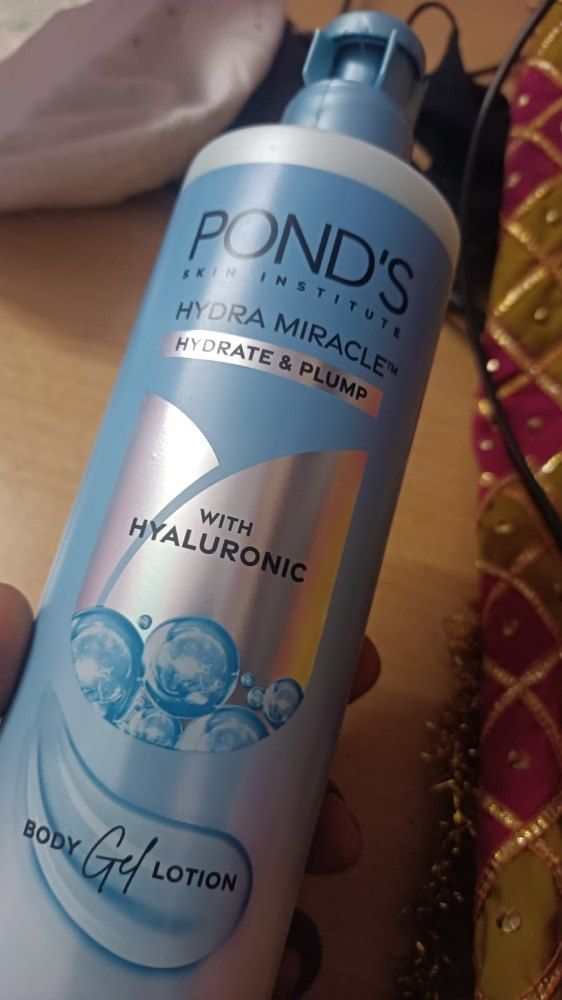 POND'S
SKIN INSTITUTE
HYDRA MIRACLE™
HYDRATE & PLUMP
WITH
HYALURONIC
BODY Gel LOTION